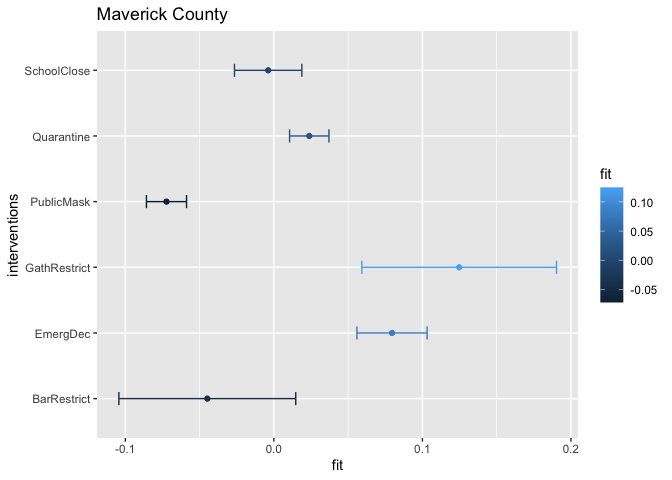 Maverick County
SchoolClose
Quarantine
PublicMask
GathRestrict
EmergDec
BarRestrict
interventions
-0.1
0.0
0.1
0.2
fit
fit
0.10
0.05
0.00
-0.05